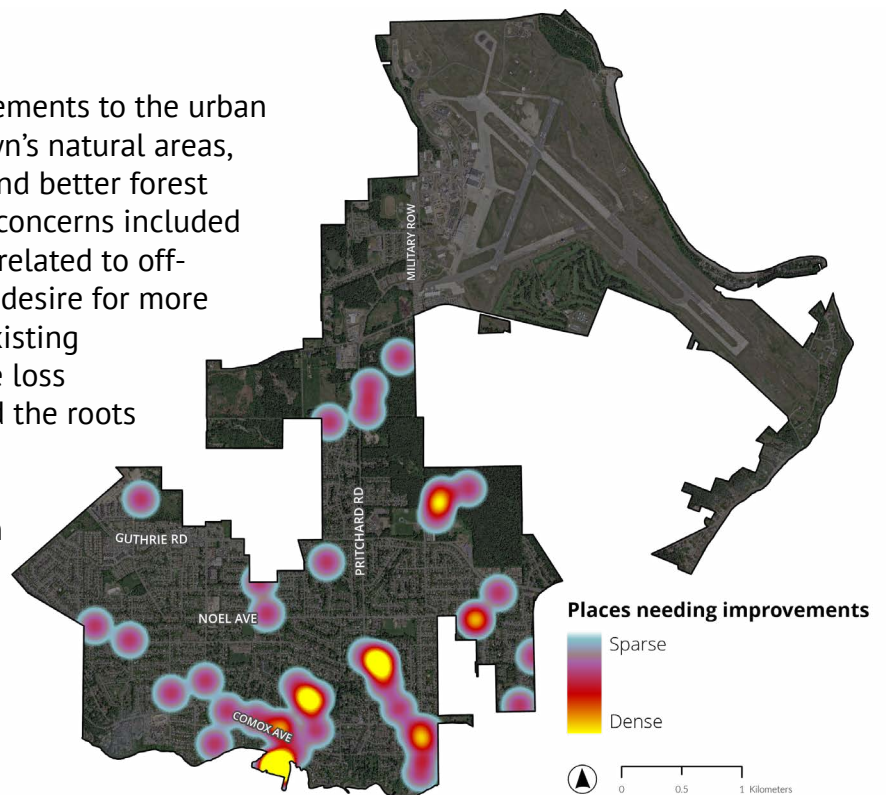 ements to the urban
vn's natural areas,
nd better forest
concerns included
related to off-
desire for more
xisting
e loss
d the roots
n
MILITARY ROW
PRITCHARD RD
GUTHRIE RD
NOEL AVE
COMOX AVE
Places needing improvements
Sparse
Dense
0 0.5 1 Kilometers